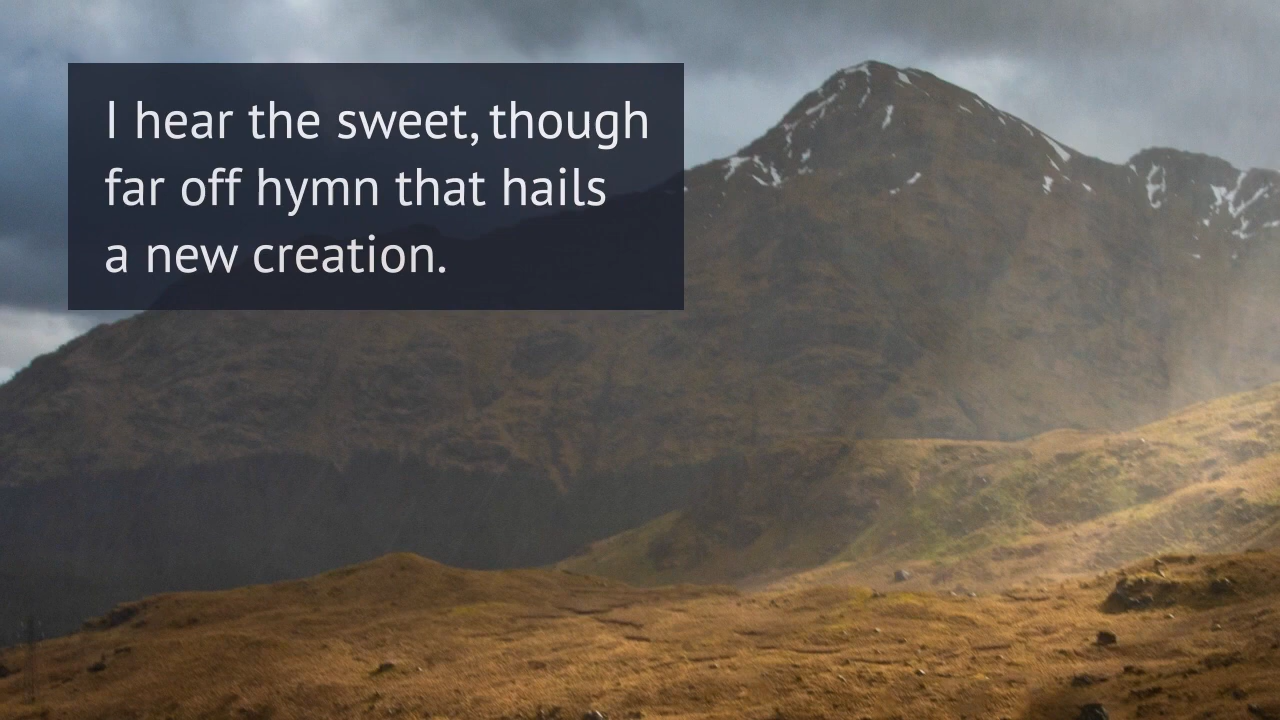 I hear the sweet, though
far off hymn that hails
a new creation.